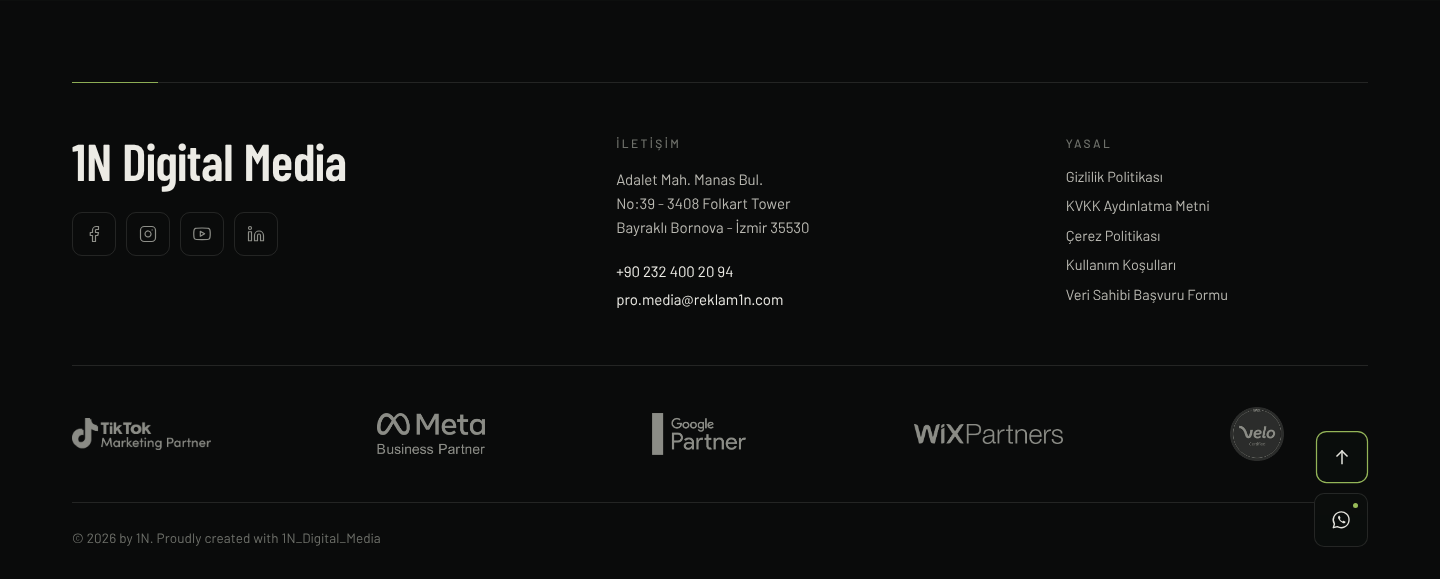 1N Digital Media
İLETİŞİM
Adalet Mah. Manas Bul.
No:39 - 3408 Folkart Tower
Bayraklı Bornova - İzmir 35530
+90 232 400 20 94
pro.media@reklam1n.com
YASAL
Gizlilik Politikası
KVKK Aydınlatma Metni
Çerez Politikası
Kullanım Koşulları
Veri Sahibi Başvuru Formu
TikTok
Marketing Partner
Meta
Business Partner
Google
Partner
WiXPartners
velo
© 2026 by 1N. Proudly created with 1N_Digital_Media